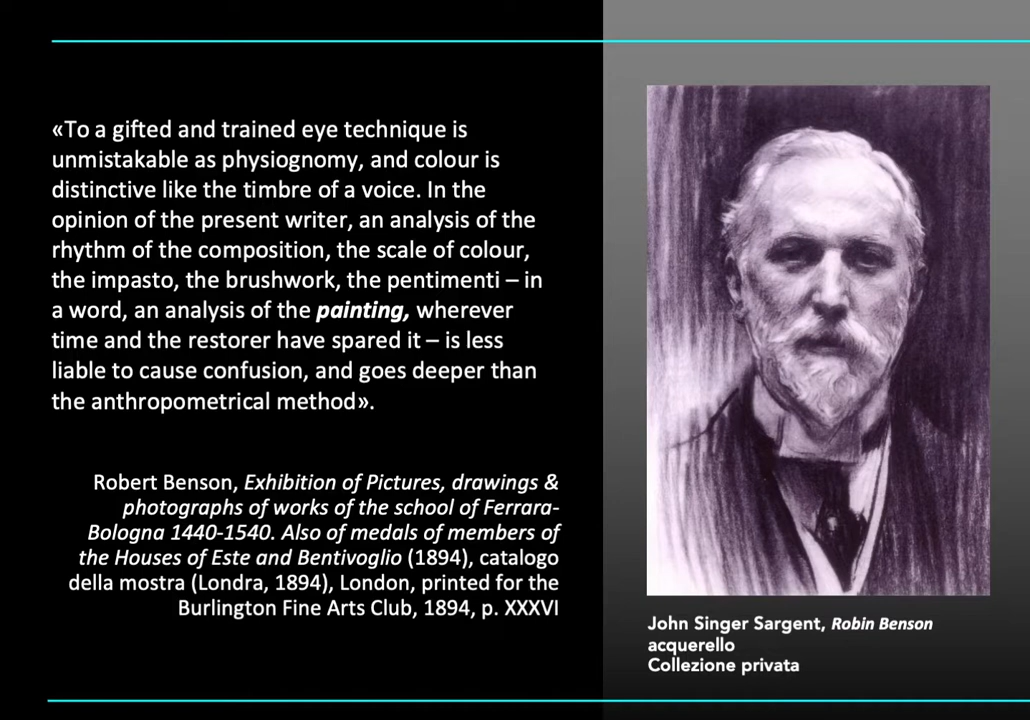 «To a gifted and trained eye technique is
unmistakable as physiognomy, and colour is
distinctive like the timbre of a voice. In the
opinion of the present writer, an analysis of the
rhythm of the composition, the scale of colour,
the impasto, the brushwork, the pentimenti – in
a word, an analysis of the painting, wherever
time and the restorer have spared it – is less
liable to cause confusion, and goes deeper than
the anthropometrical method».
Robert Benson, Exhibition of Pictures, drawings &
photographs of works of the school of Ferrara-
Bologna 1440-1540. Also of medals of members of
the Houses of Este and Bentivoglio (1894), catalogo
della mostra (Londra, 1894), London, printed for the
Burlington Fine Arts Club, 1894, p. XXXVI
John Singer Sargent, Robin Benson
acquerello
Collezione privata